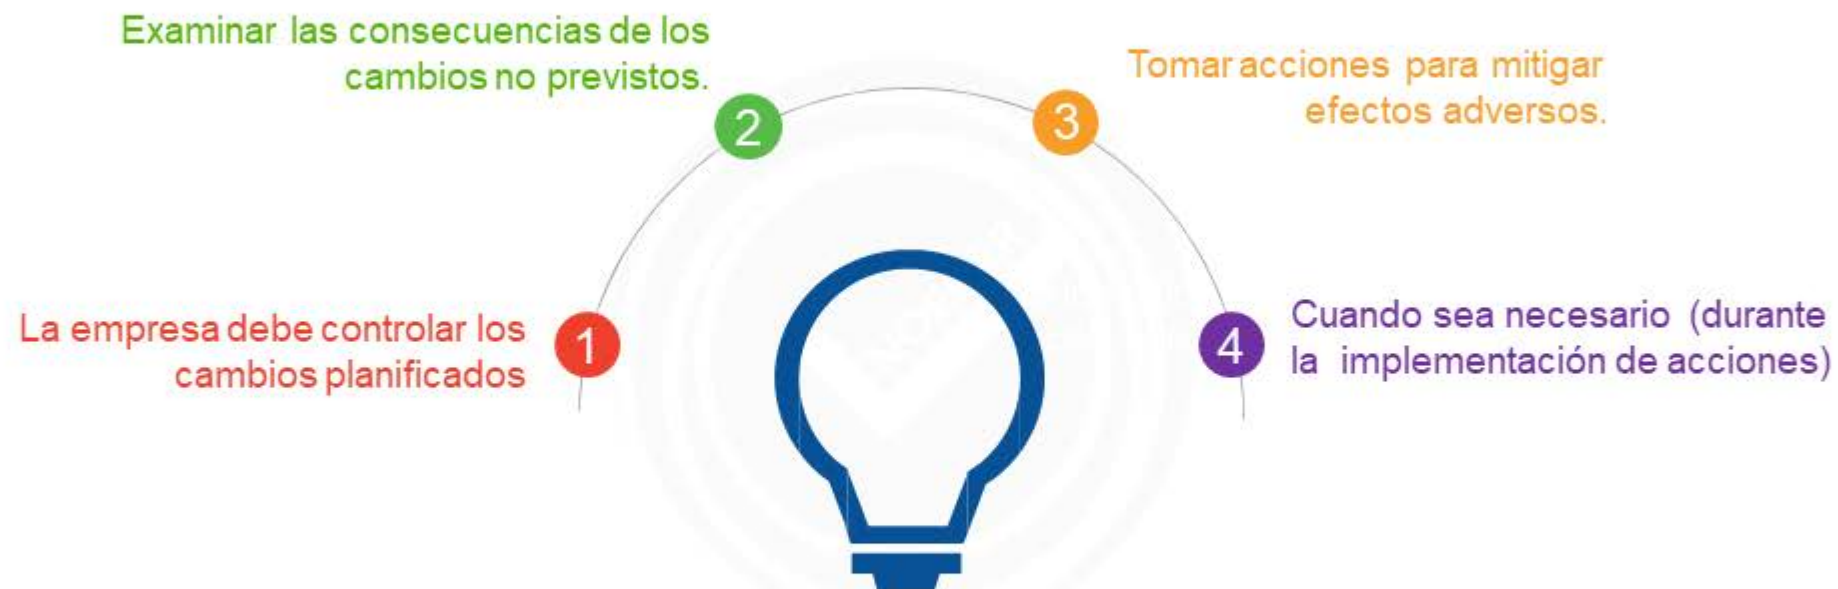 1
La empresa debe controlar los
cambios planificados
2
Examinar las consecuencias de los
cambios no previstos.
3
Tomar acciones para mitigar
efectos adversos.
4
Cuando sea necesario (durante
la implementación de acciones)